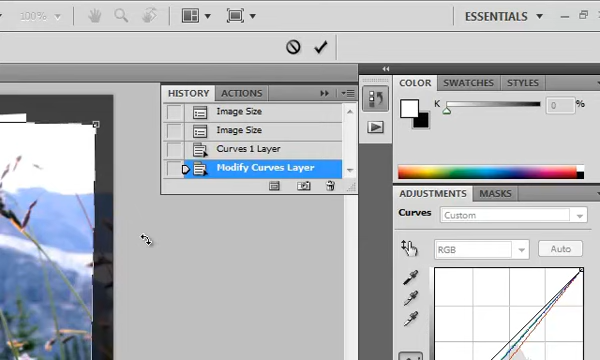 100%
ESSENTIALS
HISTORY ACTIONS
Image Size
Image Size
Curves 1 Layer
Modify Curves Layer
COLOR SWATCHES STYLES
K 0 %
ADJUSTMENTS MASKS
Curves Custom
RGB Auto